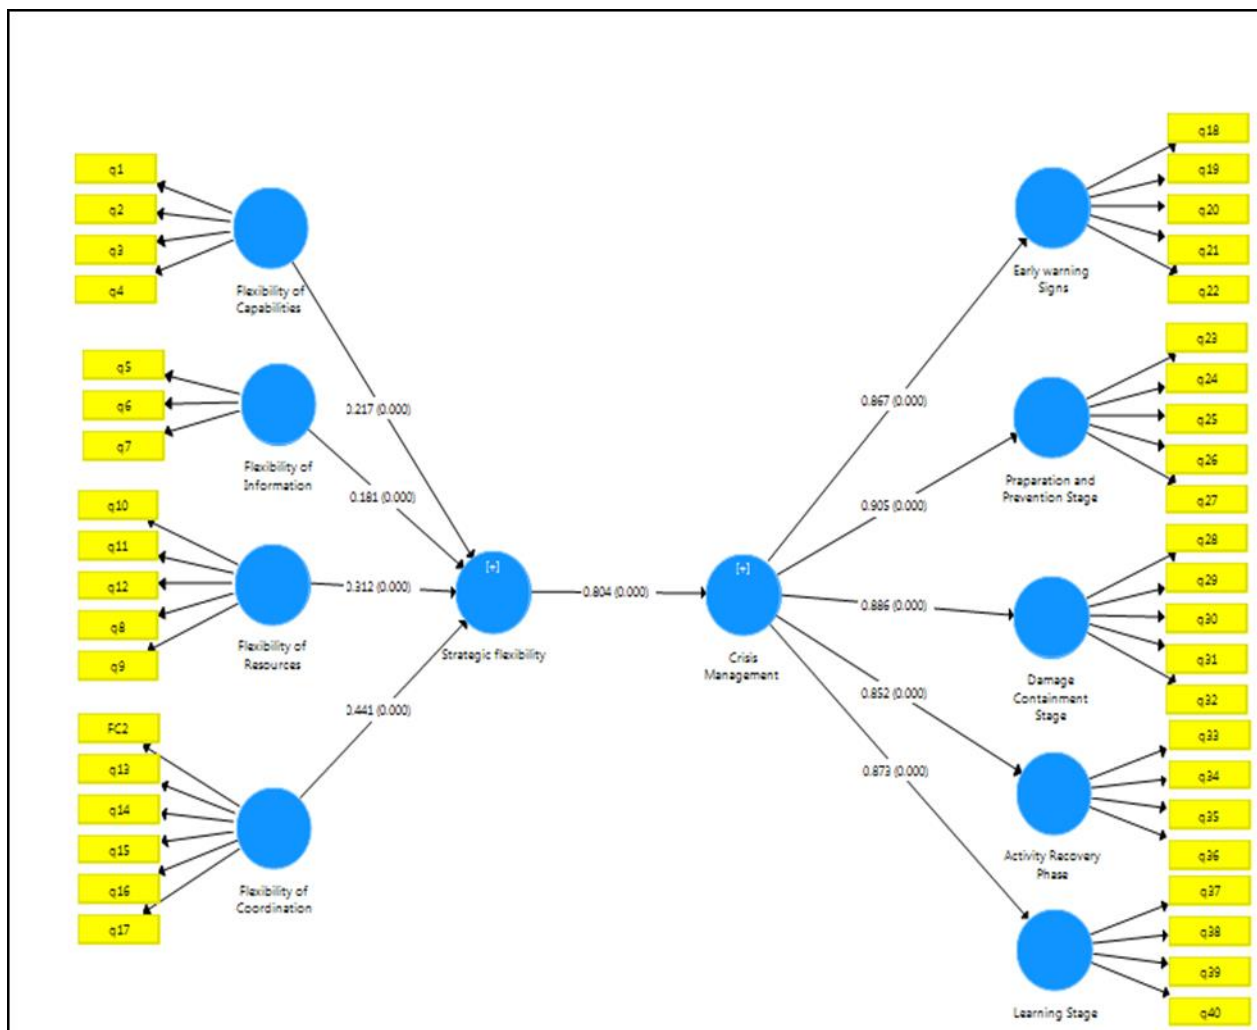 q1
q2
q3
q4
Flexibility of
Capabilities
q5
q6
q7
Flexibility of
Information
q10
q11
q12
q8
q9
Flexibility of
Resources
FC2
q13
q14
q15
q16
q17
Flexibility of
Coordination
0.217 (0.000)
0.181 (0.000)
0.312 (0.000)
0.441 (0.000)
[+]
Strategic flexibility
0.804 (0.000)
[+]
Crisis
Management
0.867 (0.000)
0.905 (0.000)
0.886 (0.000)
0.852 (0.000)
0.873 (0.000)
Early warning
Signs
q18
q19
q20
q21
q22
Praparation and
Prevention Stage
q23
q24
q25
q26
q27
Damage
Containment
Stage
q28
q29
q30
q31
q32
Activity Recovery
Phase
q33
q34
q35
q36
Learning Stage
q37
q38
q39
q40